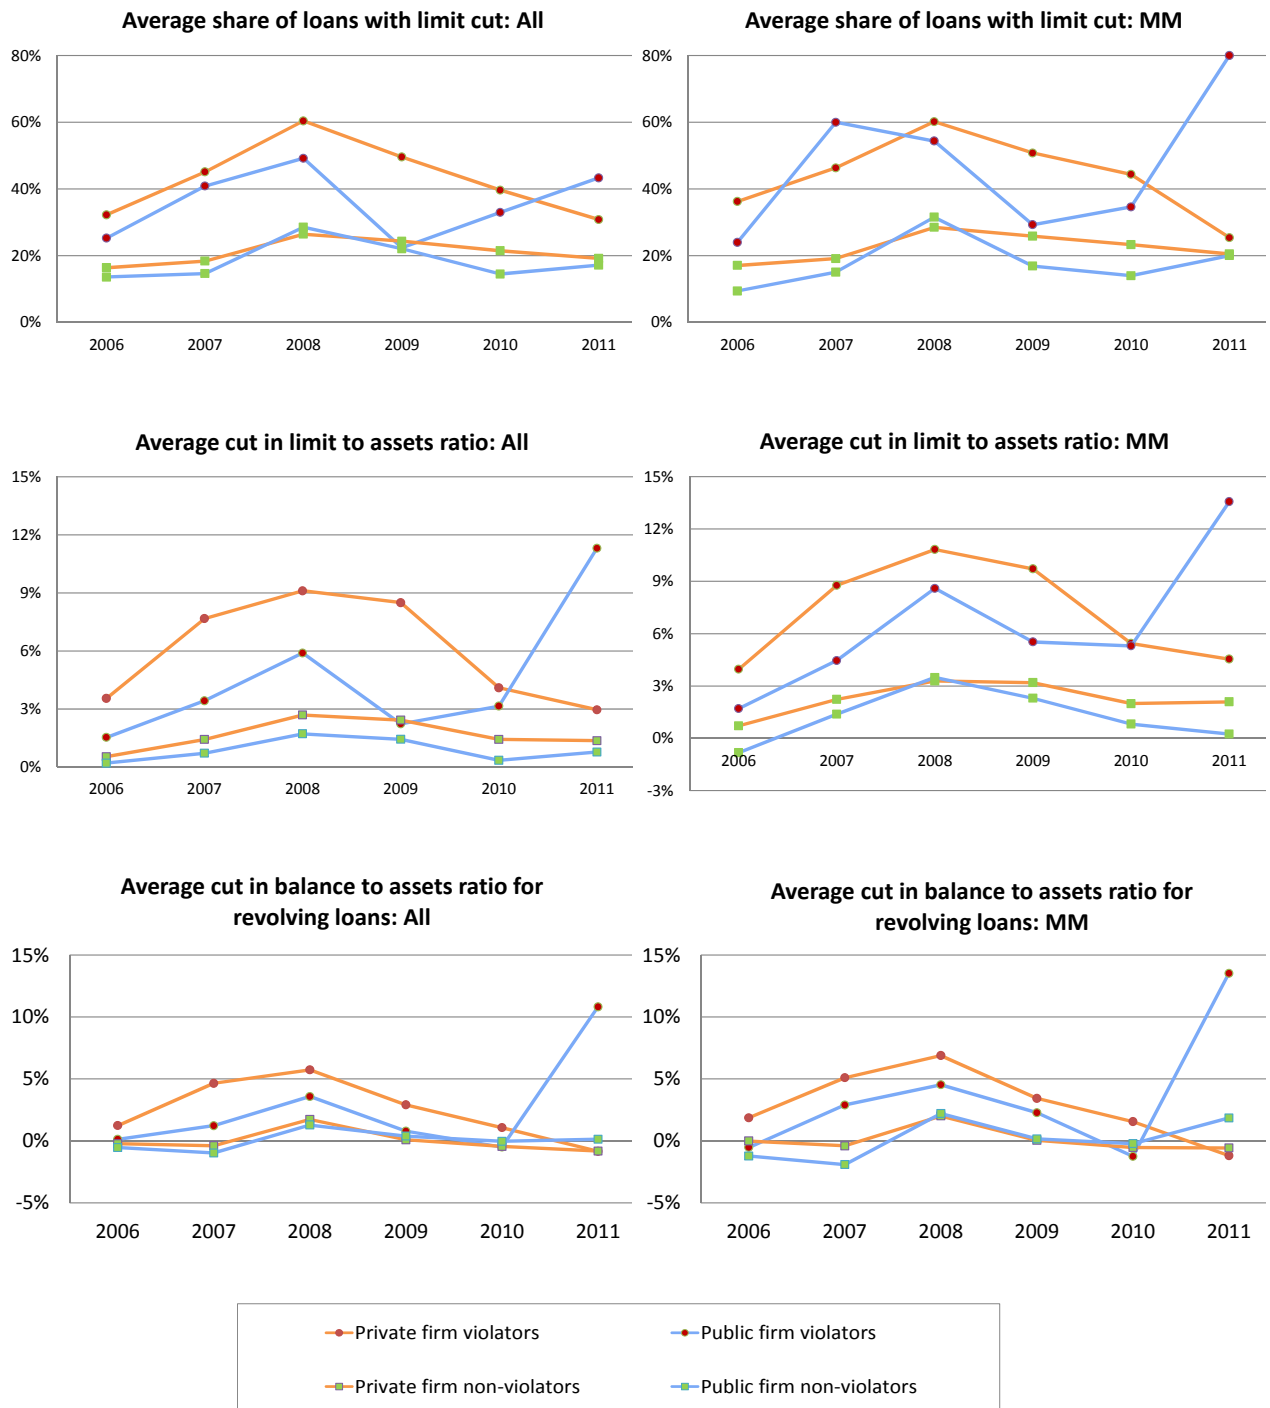 Average share of loans with limit cut: All
80%
60%
40%
20%
0%
2006 2007 2008 2009 2010 2011
Average share of loans with limit cut: MM
80%
60%
40%
20%
0%
2006 2007 2008 2009 2010 2011
Average cut in limit to assets ratio: All
15%
12%
9%
6%
3%
0%
2006 2007 2008 2009 2010 2011
Average cut in limit to assets ratio: MM
15%
12%
9%
6%
3%
0%
-3%
2006 2007 2008 2009 2010 2011
Average cut in balance to assets ratio for
revolving loans: All
15%
10%
5%
0%
-5%
2006 2007 2008 2009 2010 2011
Average cut in balance to assets ratio for
revolving loans: MM
15%
10%
5%
0%
-5%
2006 2007 2008 2009 2010 2011
Private firm violators
Public firm violators
Private firm non-violators
Public firm non-violators